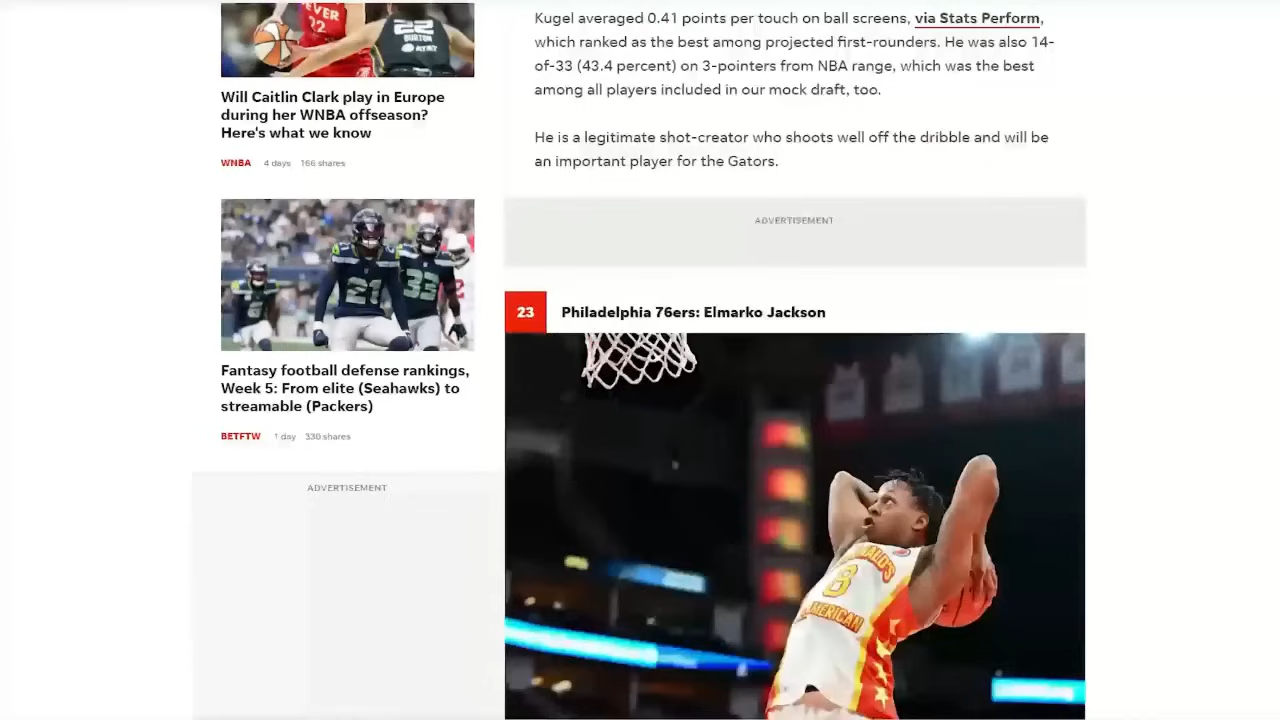 FEVER
22
22
BURTON
AT&T
Will Caitlin Clark play in Europe
during her WNBA offseason?
Here's what we know
WNBA 4 days 166 shares
21
33
Fantasy football defense rankings,
Week 5: From elite (Seahawks) to
streamable (Packers)
BETFTW 1 day 330 shares
ADVERTISEMENT
Kugel averaged 0.41 points per touch on ball screens, via Stats Perform,
which ranked as the best among projected first-rounders. He was also 14-
of-33 (43.4 percent) on 3-pointers from NBA range, which was the best
among all players included in our mock draft, too.
He is a legitimate shot-creator who shoots well off the dribble and will be
an important player for the Gators.
ADVERTISEMENT
23 Philadelphia 76ers: Elmarko Jackson
8